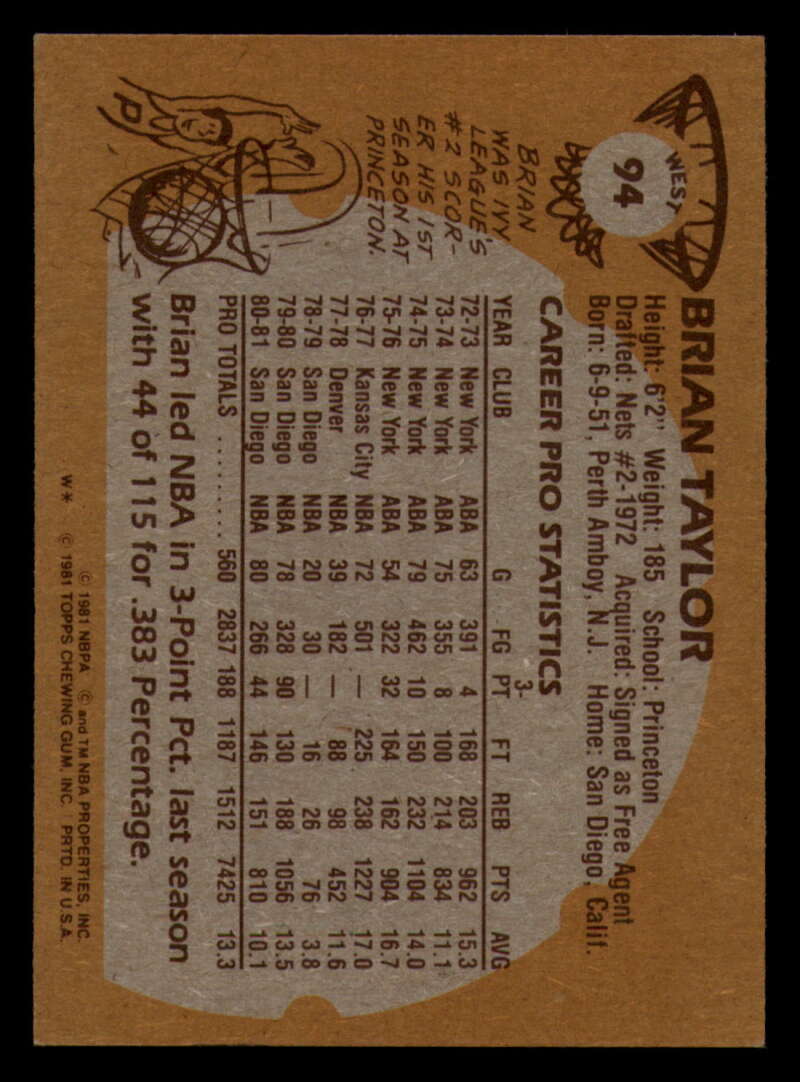 94
WEST
BRIAN TAYLOR
Height: 6'2" Weight: 185 School: Princeton
Drafted: Nets #2-1972 Acquired: Signed as Free Agent
Born: 6-9-51, Perth Amboy, N.J. Home: San Diego, Calif.
BRIAN
WAS IVY
LEAGUE'S
#2 SCOR-
ER HIS 1ST
SEASON AT
PRINCETON.
P
CAREER PRO STATISTICS
3-
YEAR CLUB G FG PT FT REB PTS AVG
72-73 New York ABA 63 391 4 168 203 962 15.3
73-74 New York ABA 75 355 8 100 214 834 11.1
74-75 New York ABA 79 462 10 150 232 1104 14.0
75-76 New York ABA 54 322 32 164 162 904 16.7
76-77 Kansas City NBA 72 501 — 225 238 1227 17.0
77-78 Denver NBA 39 182 — 88 98 452 11.6
78-79 San Diego NBA 20 30 — 16 26 76 3.8
79-80 San Diego NBA 78 328 90 130 188 1056 13.5
80-81 San Diego NBA 80 266 44 146 151 810 10.1
PRO TOTALS ......... 560 2837 188 1187 1512 7425 13.3
Brian led NBA in 3-Point Pct. last season
with 44 of 115 for .383 Percentage.
© 1981 NBPA © and TM NBA PROPERTIES, INC.
W* © 1981 TOPPS CHEWING GUM, INC. PRTD. IN U.S.A.